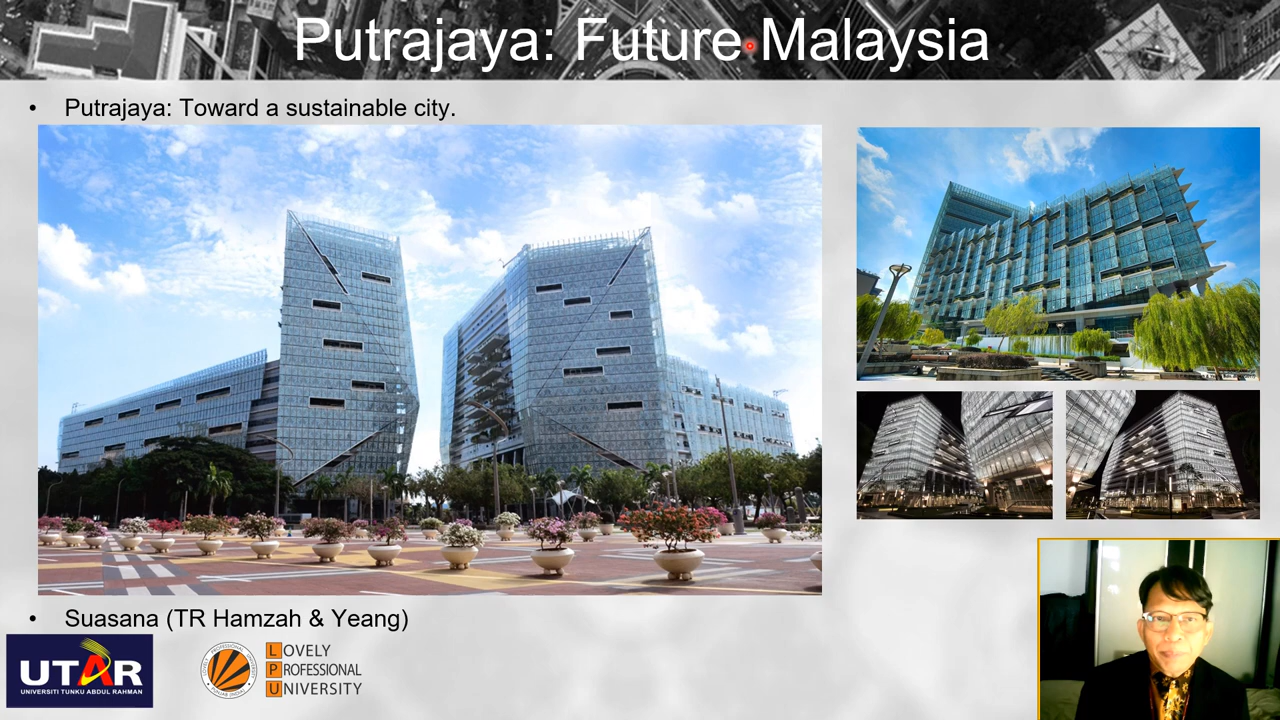 Putrajaya: Future Malaysia
• Putrajaya: Toward a sustainable city.
• Suasana (TR Hamzah & Yeang)
UTAR
UNIVERSITI TUNKU ABDUL RAHMAN
LOVELY
PROFESSIONAL
UNIVERSITY